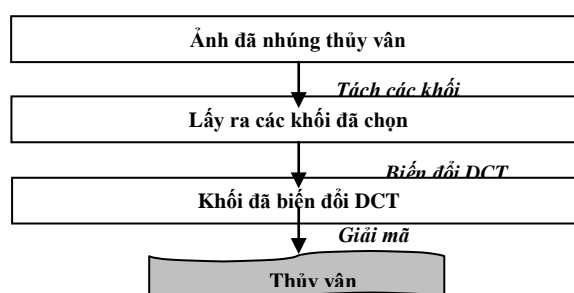 Ảnh đã nhúng thủy vân
Tách các khối
Lấy ra các khối đã chọn
Biến đổi DCT
Khối đã biến đổi DCT
Giải mã
Thủy vân